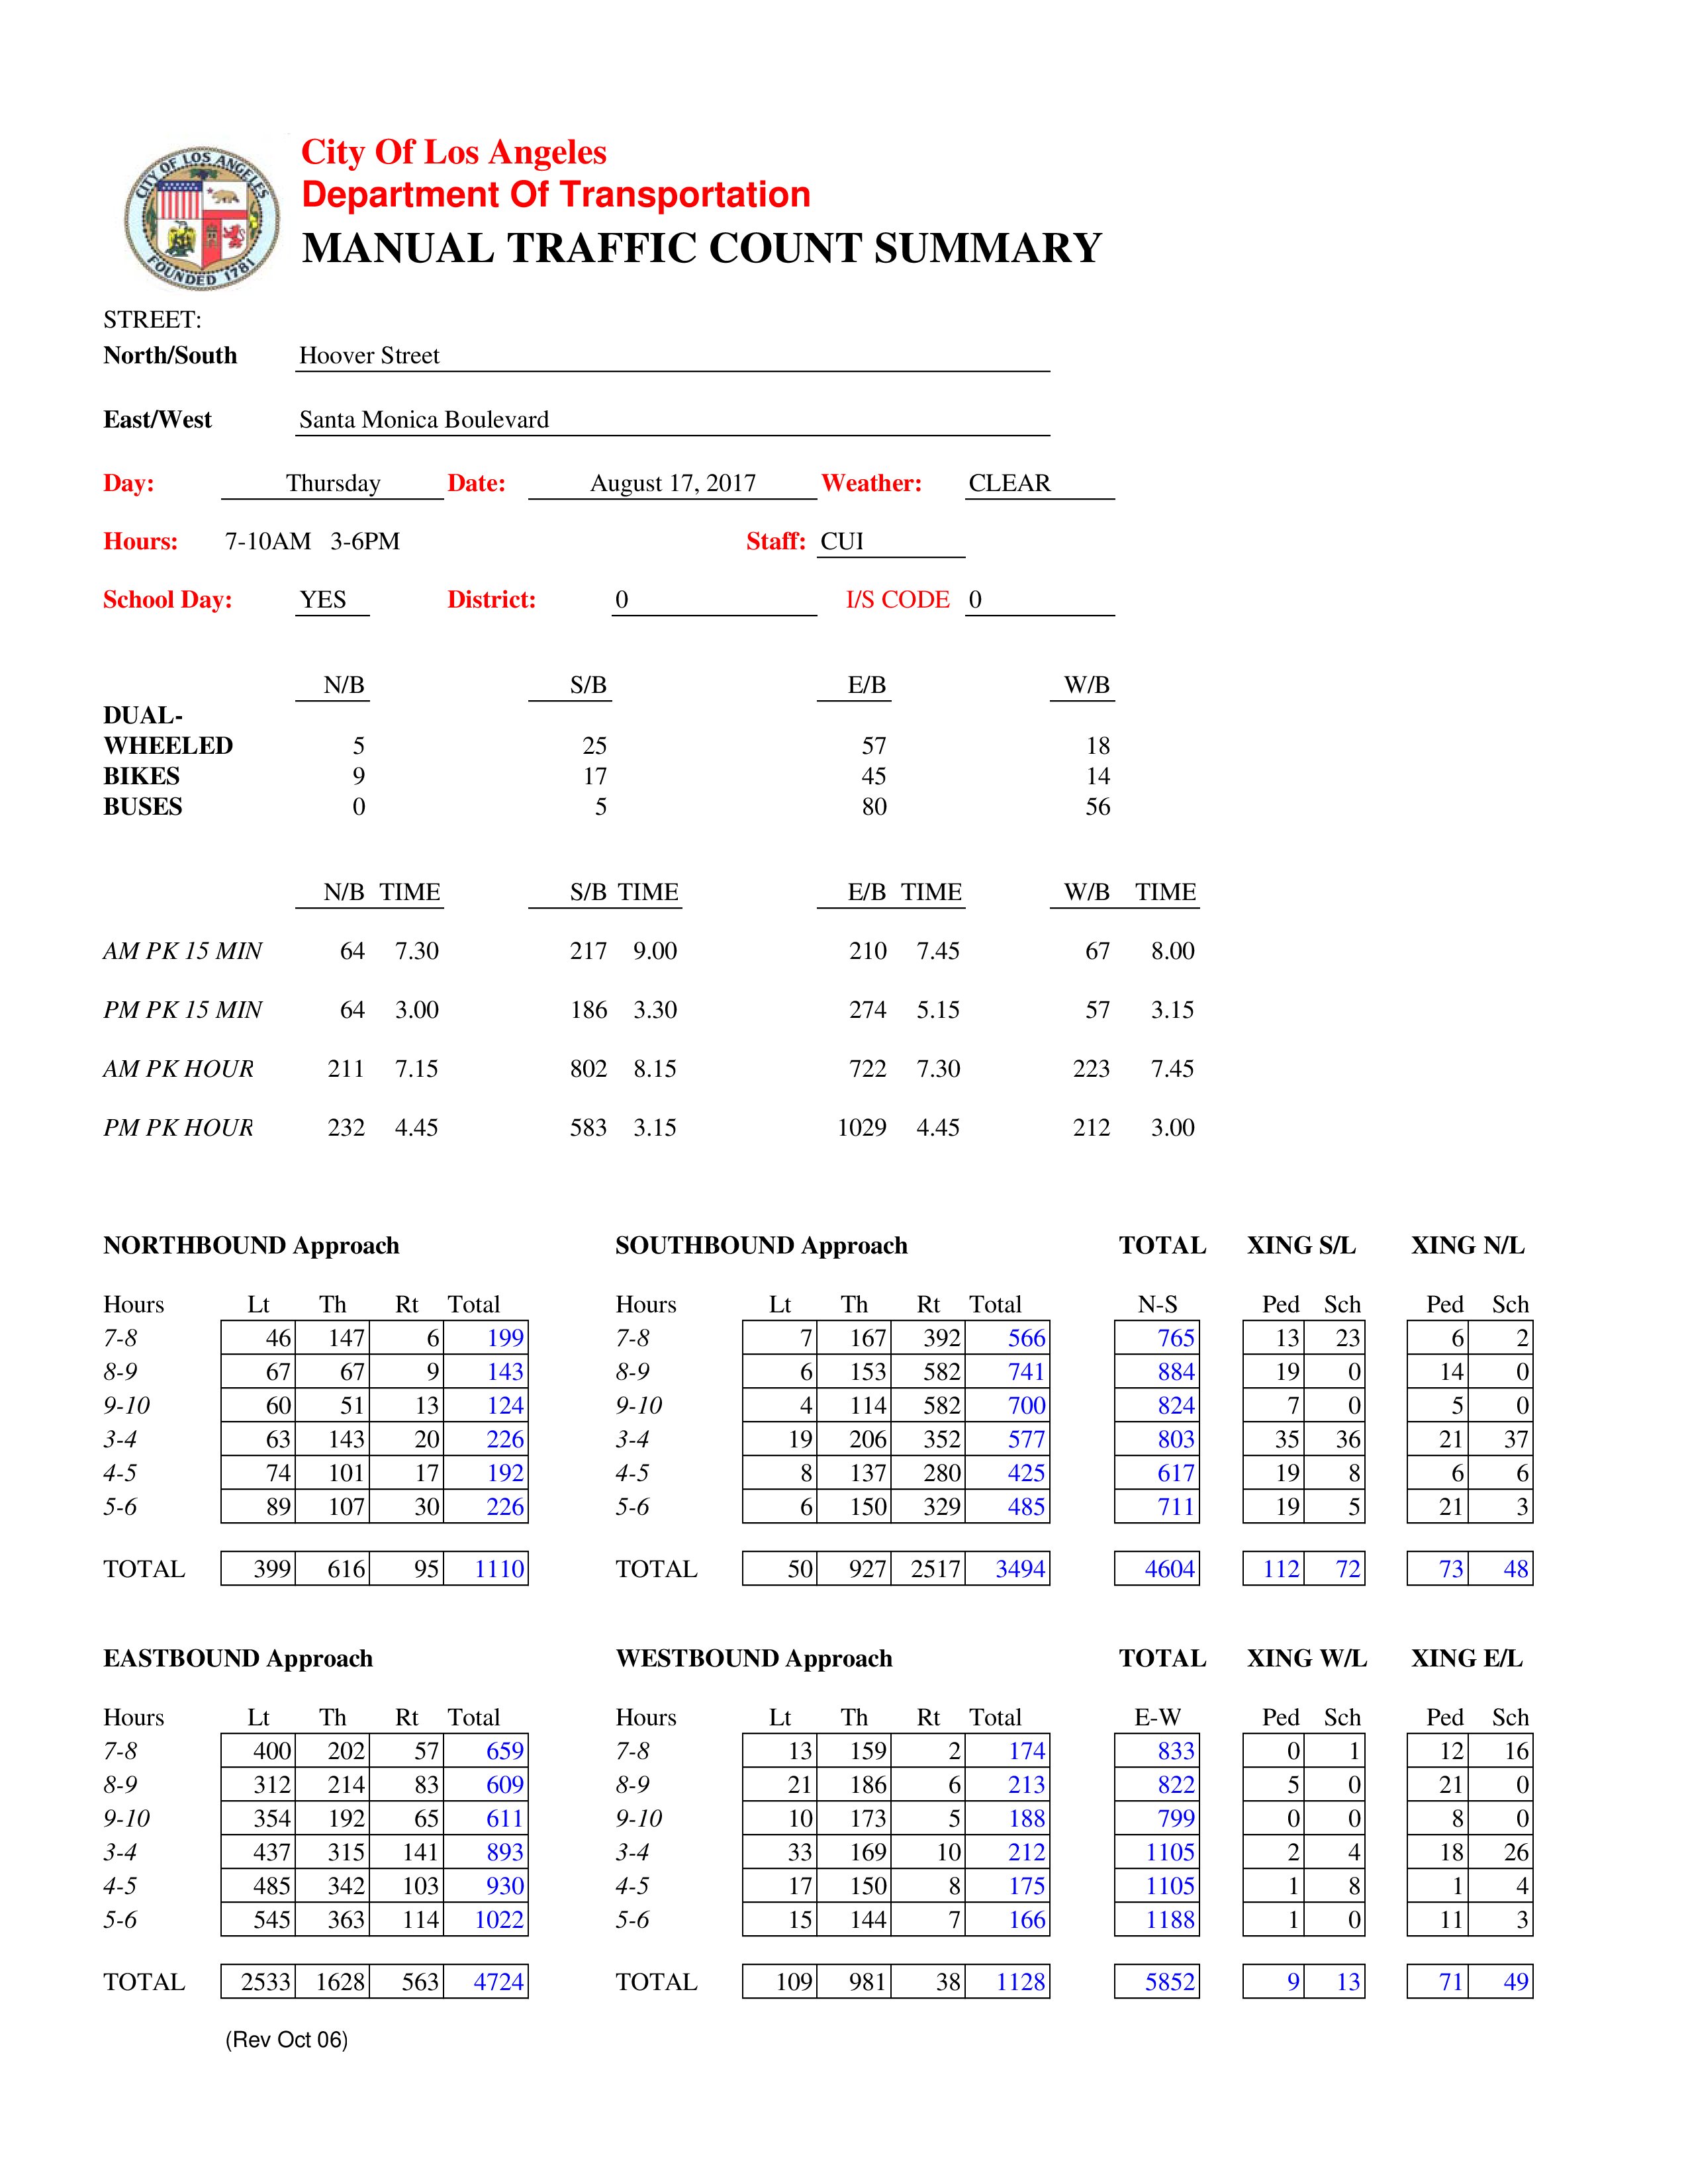 CITY OF LOS ANGELES
FOUNDED 1781
City Of Los Angeles
Department Of Transportation
MANUAL TRAFFIC COUNT SUMMARY
STREET:
North/South Hoover Street
East/West Santa Monica Boulevard
Day: Thursday Date: August 17, 2017 Weather: CLEAR
Hours: 7-10AM 3-6PM Staff: CUI
School Day: YES District: 0 I/S CODE 0
N/B S/B E/B W/B
DUAL-
WHEELED 5 25 57 18
BIKES 9 17 45 14
BUSES 0 5 80 56
N/B TIME S/B TIME E/B TIME W/B TIME
AM PK 15 MIN 64 7.30 217 9.00 210 7.45 67 8.00
PM PK 15 MIN 64 3.00 186 3.30 274 5.15 57 3.15
AM PK HOUR 211 7.15 802 8.15 722 7.30 223 7.45
PM PK HOUR 232 4.45 583 3.15 1029 4.45 212 3.00
NORTHBOUND Approach SOUTHBOUND Approach TOTAL XING S/L XING N/L
Hours Lt Th Rt Total Hours Lt Th Rt Total N-S Ped Sch Ped Sch
7-8 46 147 6 199 7-8 7 167 392 566 765 13 23 6 2
8-9 67 67 9 143 8-9 6 153 582 741 884 19 0 14 0
9-10 60 51 13 124 9-10 4 114 582 700 824 7 0 5 0
3-4 63 143 20 226 3-4 19 206 352 577 803 35 36 21 37
4-5 74 101 17 192 4-5 8 137 280 425 617 19 8 6 6
5-6 89 107 30 226 5-6 6 150 329 485 711 19 5 21 3
TOTAL 399 616 95 1110 TOTAL 50 927 2517 3494 4604 112 72 73 48
EASTBOUND Approach WESTBOUND Approach TOTAL XING W/L XING E/L
Hours Lt Th Rt Total Hours Lt Th Rt Total E-W Ped Sch Ped Sch
7-8 400 202 57 659 7-8 13 159 2 174 833 0 1 12 16
8-9 312 214 83 609 8-9 21 186 6 213 822 5 0 21 0
9-10 354 192 65 611 9-10 10 173 5 188 799 0 0 8 0
3-4 437 315 141 893 3-4 33 169 10 212 1105 2 4 18 26
4-5 485 342 103 930 4-5 17 150 8 175 1105 1 8 1 4
5-6 545 363 114 1022 5-6 15 144 7 166 1188 1 0 11 3
TOTAL 2533 1628 563 4724 TOTAL 109 981 38 1128 5852 9 13 71 49
(Rev Oct 06)